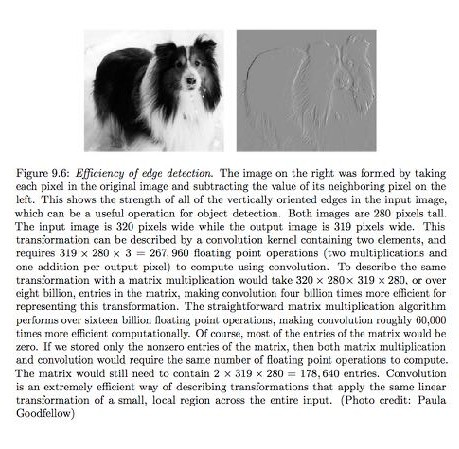 Figure 9.6: Efficiency of edge detection. The image on the right was formed by taking
each pixel in the original image and subtracting the value of its neighboring pixel on the
left. This shows the strength of all of the vertically oriented edges in the input image,
which can be a useful operation for object detection. Both images are 280 pixels tall.
The input image is 320 pixels wide while the output image is 319 pixels wide. This
transformation can be described by a convolution kernel containing two elements, and
requires 319 × 280 × 3 = 267,960 floating point operations (two multiplications and
one addition per output pixel) to compute using convolution. To describe the same
transformation with a matrix multiplication would take 320 × 280 × 319 × 280, or over
eight billion, entries in the matrix, making convolution four billion times more efficient for
representing this transformation. The straightforward matrix multiplication algorithm
performs over sixteen billion floating point operations, making convolution roughly 60,000
times more efficient computationally. Of course, most of the entries of the matrix would be
zero. If we stored only the nonzero entries of the matrix, then both matrix multiplication
and convolution would require the same number of floating point operations to compute.
The matrix would still need to contain 2 × 319 × 280 = 178,640 entries. Convolution
is an extremely efficient way of describing transformations that apply the same linear
transformation of a small, local region across the entire input. (Photo credit: Paula
Goodfellow)